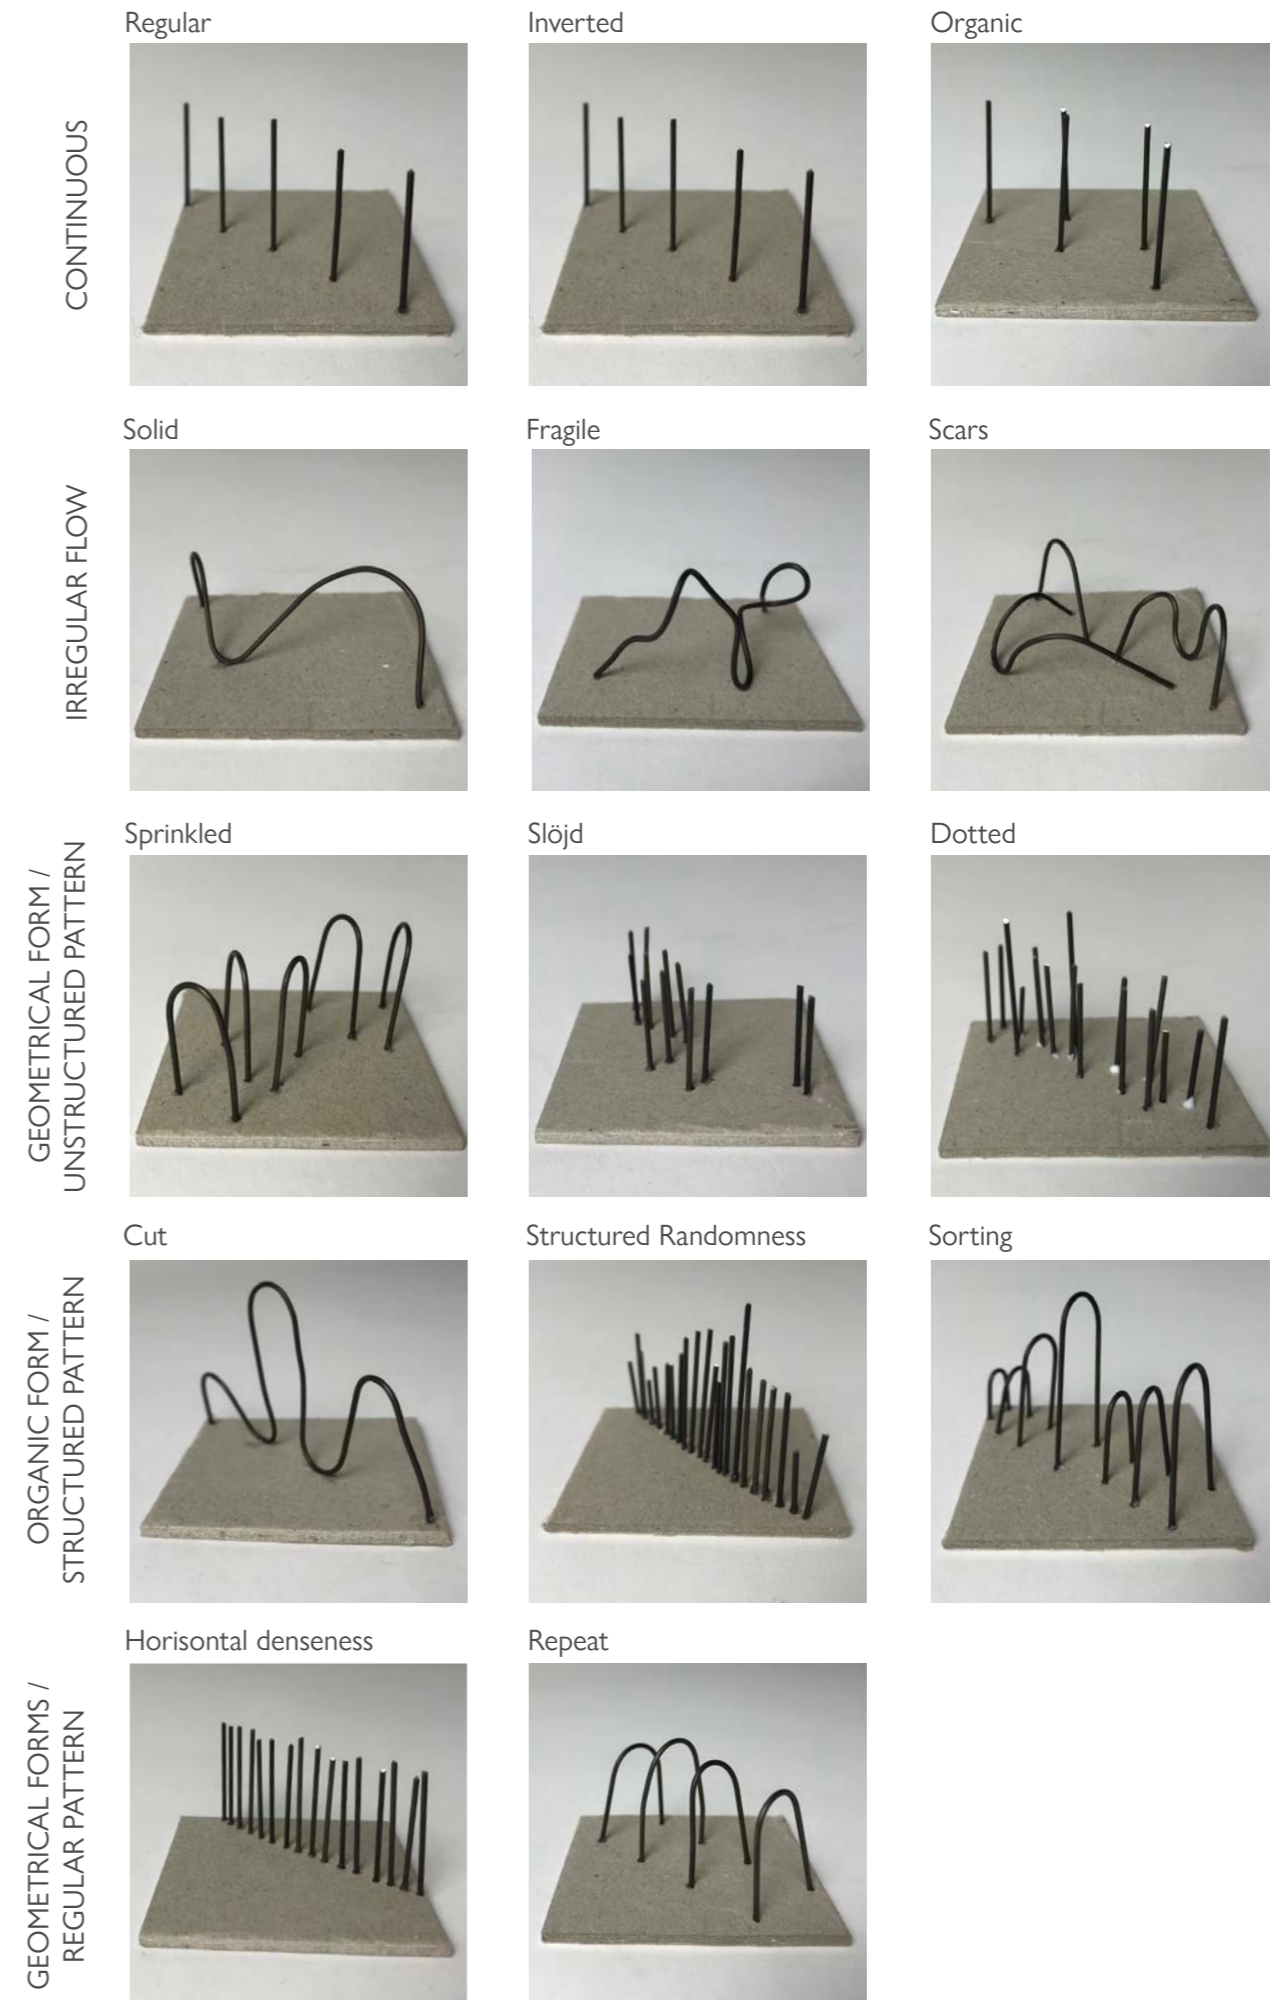 Regular
Inverted
Organic
CONTINUOUS
Solid
Fragile
Scars
IRREGULAR FLOW
Sprinkled
Slöjd
Dotted
GEOMETRICAL FORM /
UNSTRUCTURED PATTERN
Cut
Structured Randomness
Sorting
ORGANIC FORM /
STRUCTURED PATTERN
Horisontal denseness
Repeat
GEOMETRICAL FORMS /
REGULAR PATTERN